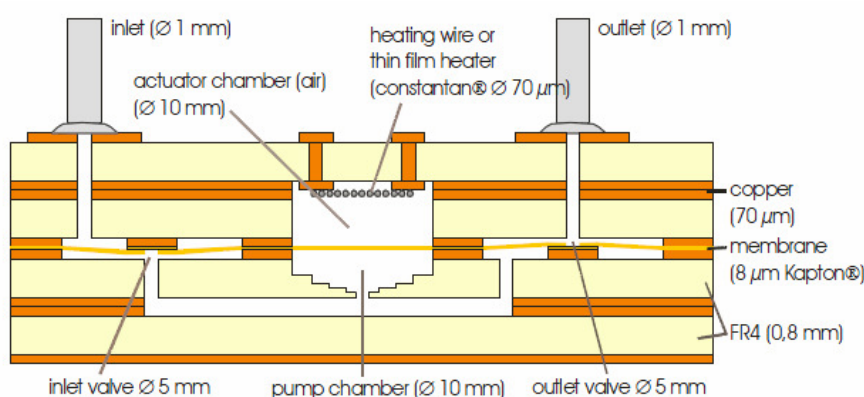 inlet (Ø 1 mm)
heating wire or
thin film heater
(constantan® Ø 70 µm)
outlet (Ø 1 mm)
actuator chamber (air)
(Ø 10 mm)
copper
(70 µm)
membrane
(8 µm Kapton®)
FR4 (0,8 mm)
inlet valve Ø 5 mm
pump chamber (Ø 10 mm)
outlet valve Ø 5 mm